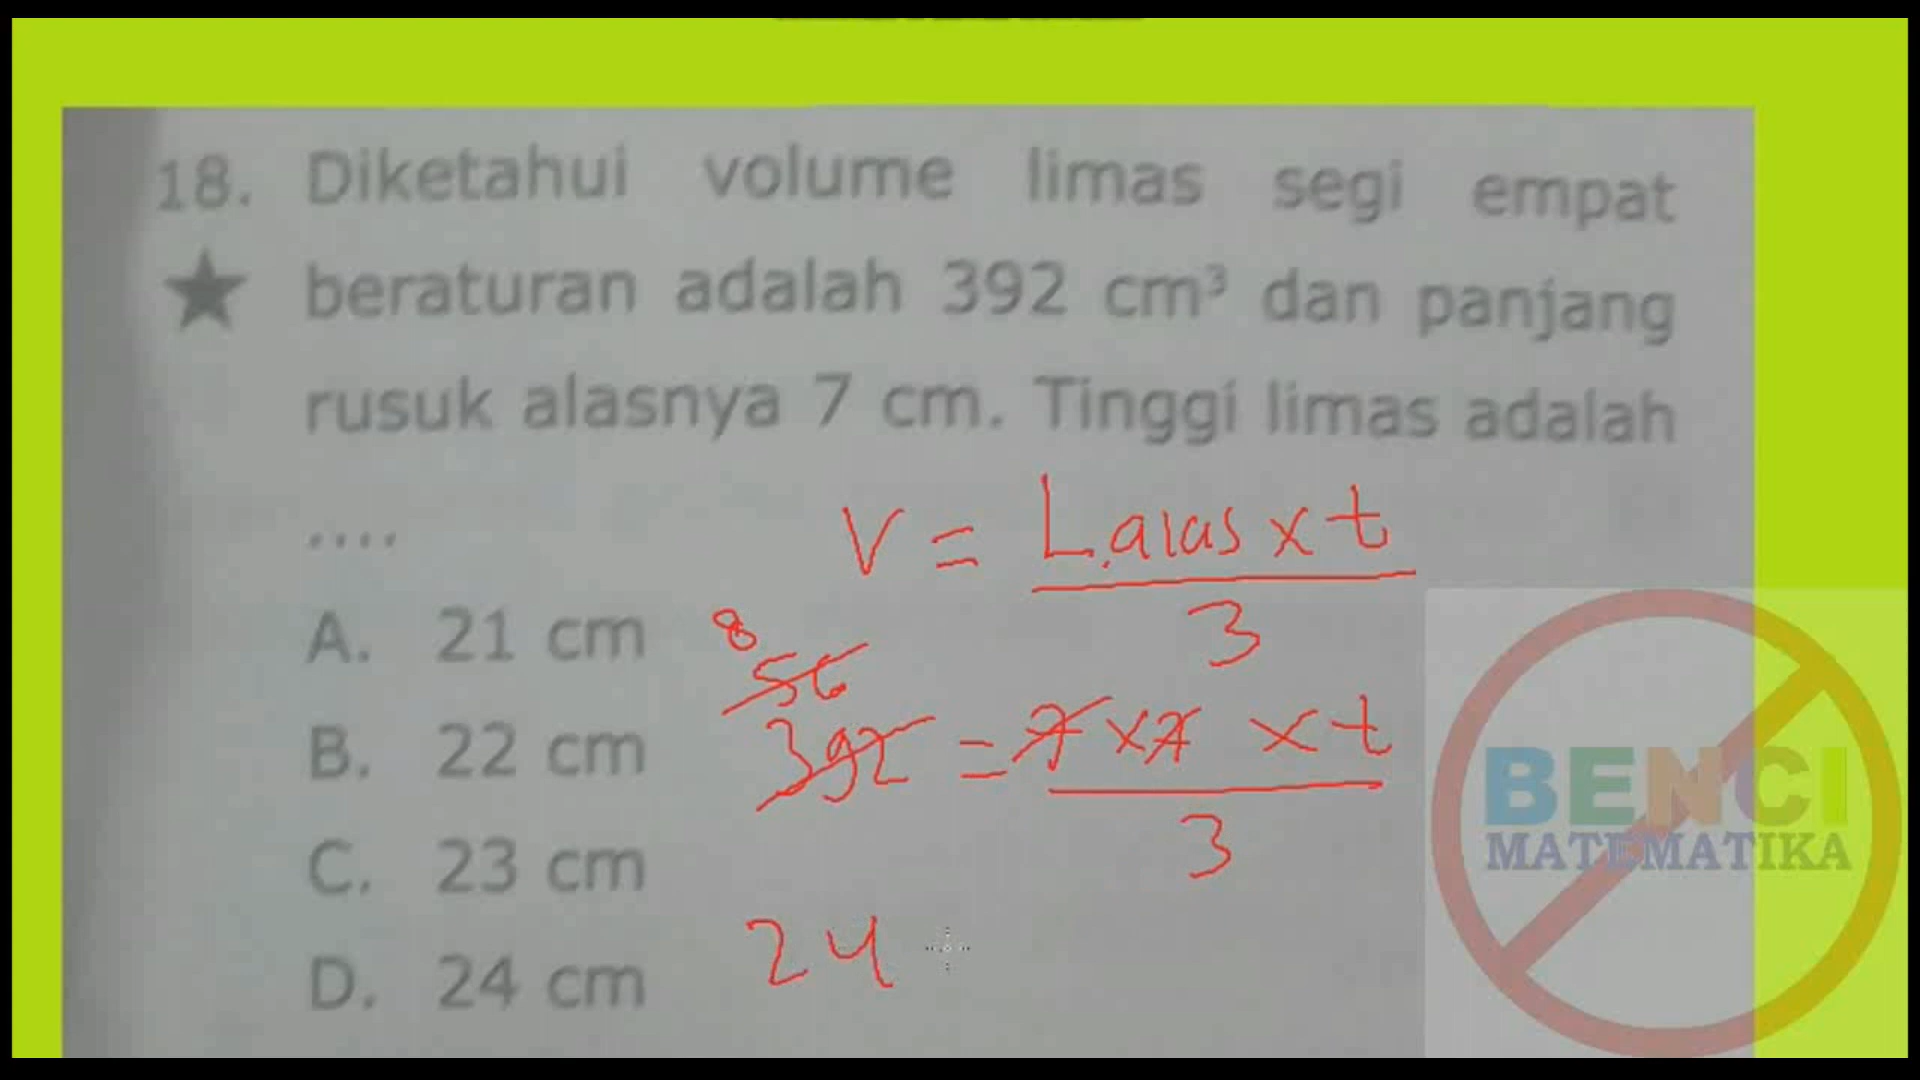 18. Diketahui volume limas segi empat
beraturan adalah 392 cm³ dan panjang
rusuk alasnya 7 cm. Tinggi limas adalah
....
V = L.alas x t
3
A. 21 cm
8
56
B. 22 cm
392 = 7 x 7 x t
3
C. 23 cm
D. 24 cm
24
BENCI
MATEMATIKA